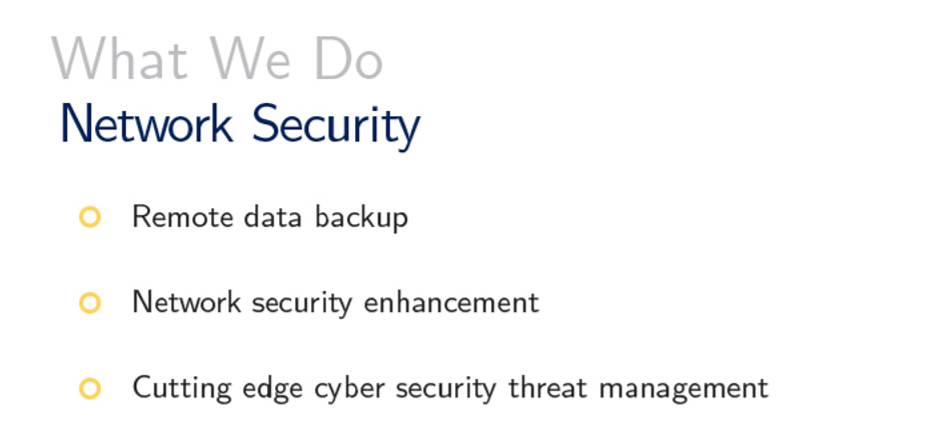 What We Do
Network Security
Remote data backup
Network security enhancement
Cutting edge cyber security threat management